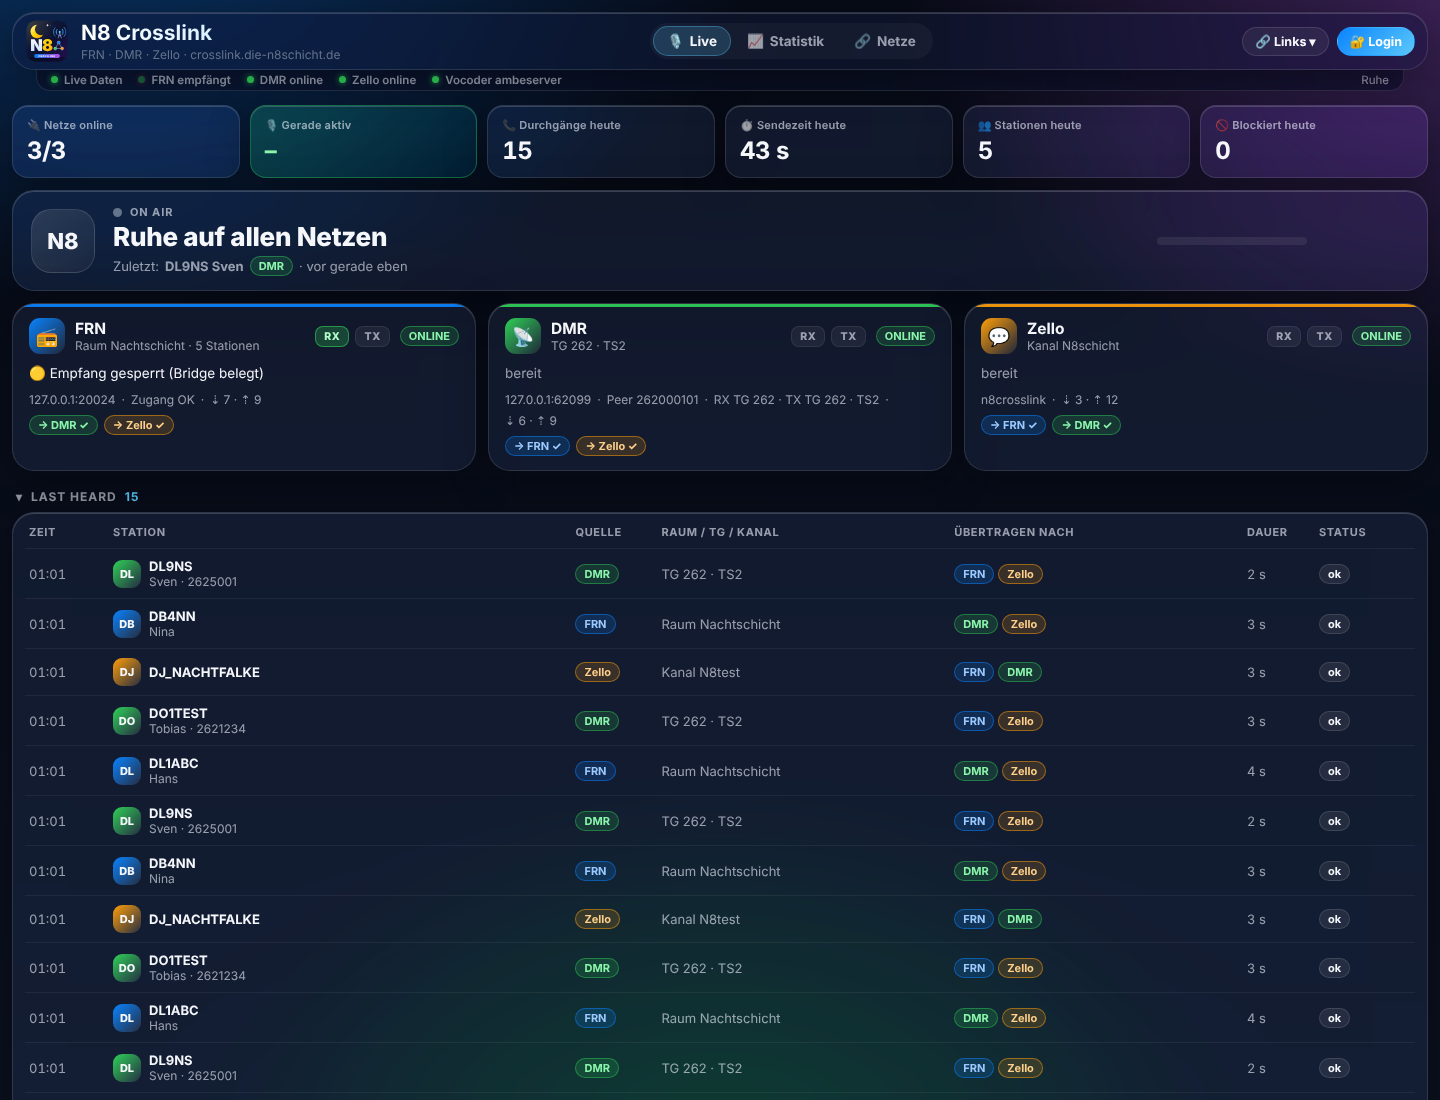 N8 Crosslink
FRN · DMR · Zello · crosslink.die-n8schicht.de
Live Statistik Netze
Links ▾ Login
Live Daten FRN empfängt DMR online Zello online Vocoder ambeserver Ruhe
Netze online
3/3
Gerade aktiv
–
Durchgänge heute
15
Sendezeit heute
43 s
Stationen heute
5
Blockiert heute
0
N8
ON AIR
Ruhe auf allen Netzen
Zuletzt: DL9NS Sven DMR · vor gerade eben
FRN
Raum Nachtschicht · 5 Stationen
RX TX ONLINE
Empfang gesperrt (Bridge belegt)
127.0.0.1:20024 · Zugang OK · ↓ 7 · ↑ 9
→ DMR ✓ → Zello ✓
DMR
TG 262 · TS2
RX TX ONLINE
bereit
127.0.0.1:62099 · Peer 262000101 · RX TG 262 · TX TG 262 · TS2 ·
↓ 6 · ↑ 9
→ FRN ✓ → Zello ✓
Zello
Kanal N8schicht
RX TX ONLINE
bereit
n8crosslink · ↓ 3 · ↑ 12
→ FRN ✓ → DMR ✓
▾ LAST HEARD 15
ZEIT STATION QUELLE RAUM / TG / KANAL ÜBERTRAGEN NACH DAUER STATUS
01:01 DL DL9NS DMR TG 262 · TS2 FRN Zello 2 s ok
Sven · 2625001
01:01 DB DB4NN FRN Raum Nachtschicht DMR Zello 3 s ok
Nina
01:01 DJ DJ_NACHTFALKE Zello Kanal N8test FRN DMR 3 s ok
01:01 DO DO1TEST DMR TG 262 · TS2 FRN Zello 3 s ok
Tobias · 2621234
01:01 DL DL1ABC FRN Raum Nachtschicht DMR Zello 4 s ok
Hans
01:01 DL DL9NS DMR TG 262 · TS2 FRN Zello 2 s ok
Sven · 2625001
01:01 DB DB4NN FRN Raum Nachtschicht DMR Zello 3 s ok
Nina
01:01 DJ DJ_NACHTFALKE Zello Kanal N8test FRN DMR 3 s ok
01:01 DO DO1TEST DMR TG 262 · TS2 FRN Zello 3 s ok
Tobias · 2621234
01:01 DL DL1ABC FRN Raum Nachtschicht DMR Zello 4 s ok
Hans
01:01 DL DL9NS DMR TG 262 · TS2 FRN Zello 2 s ok
Sven · 2625001